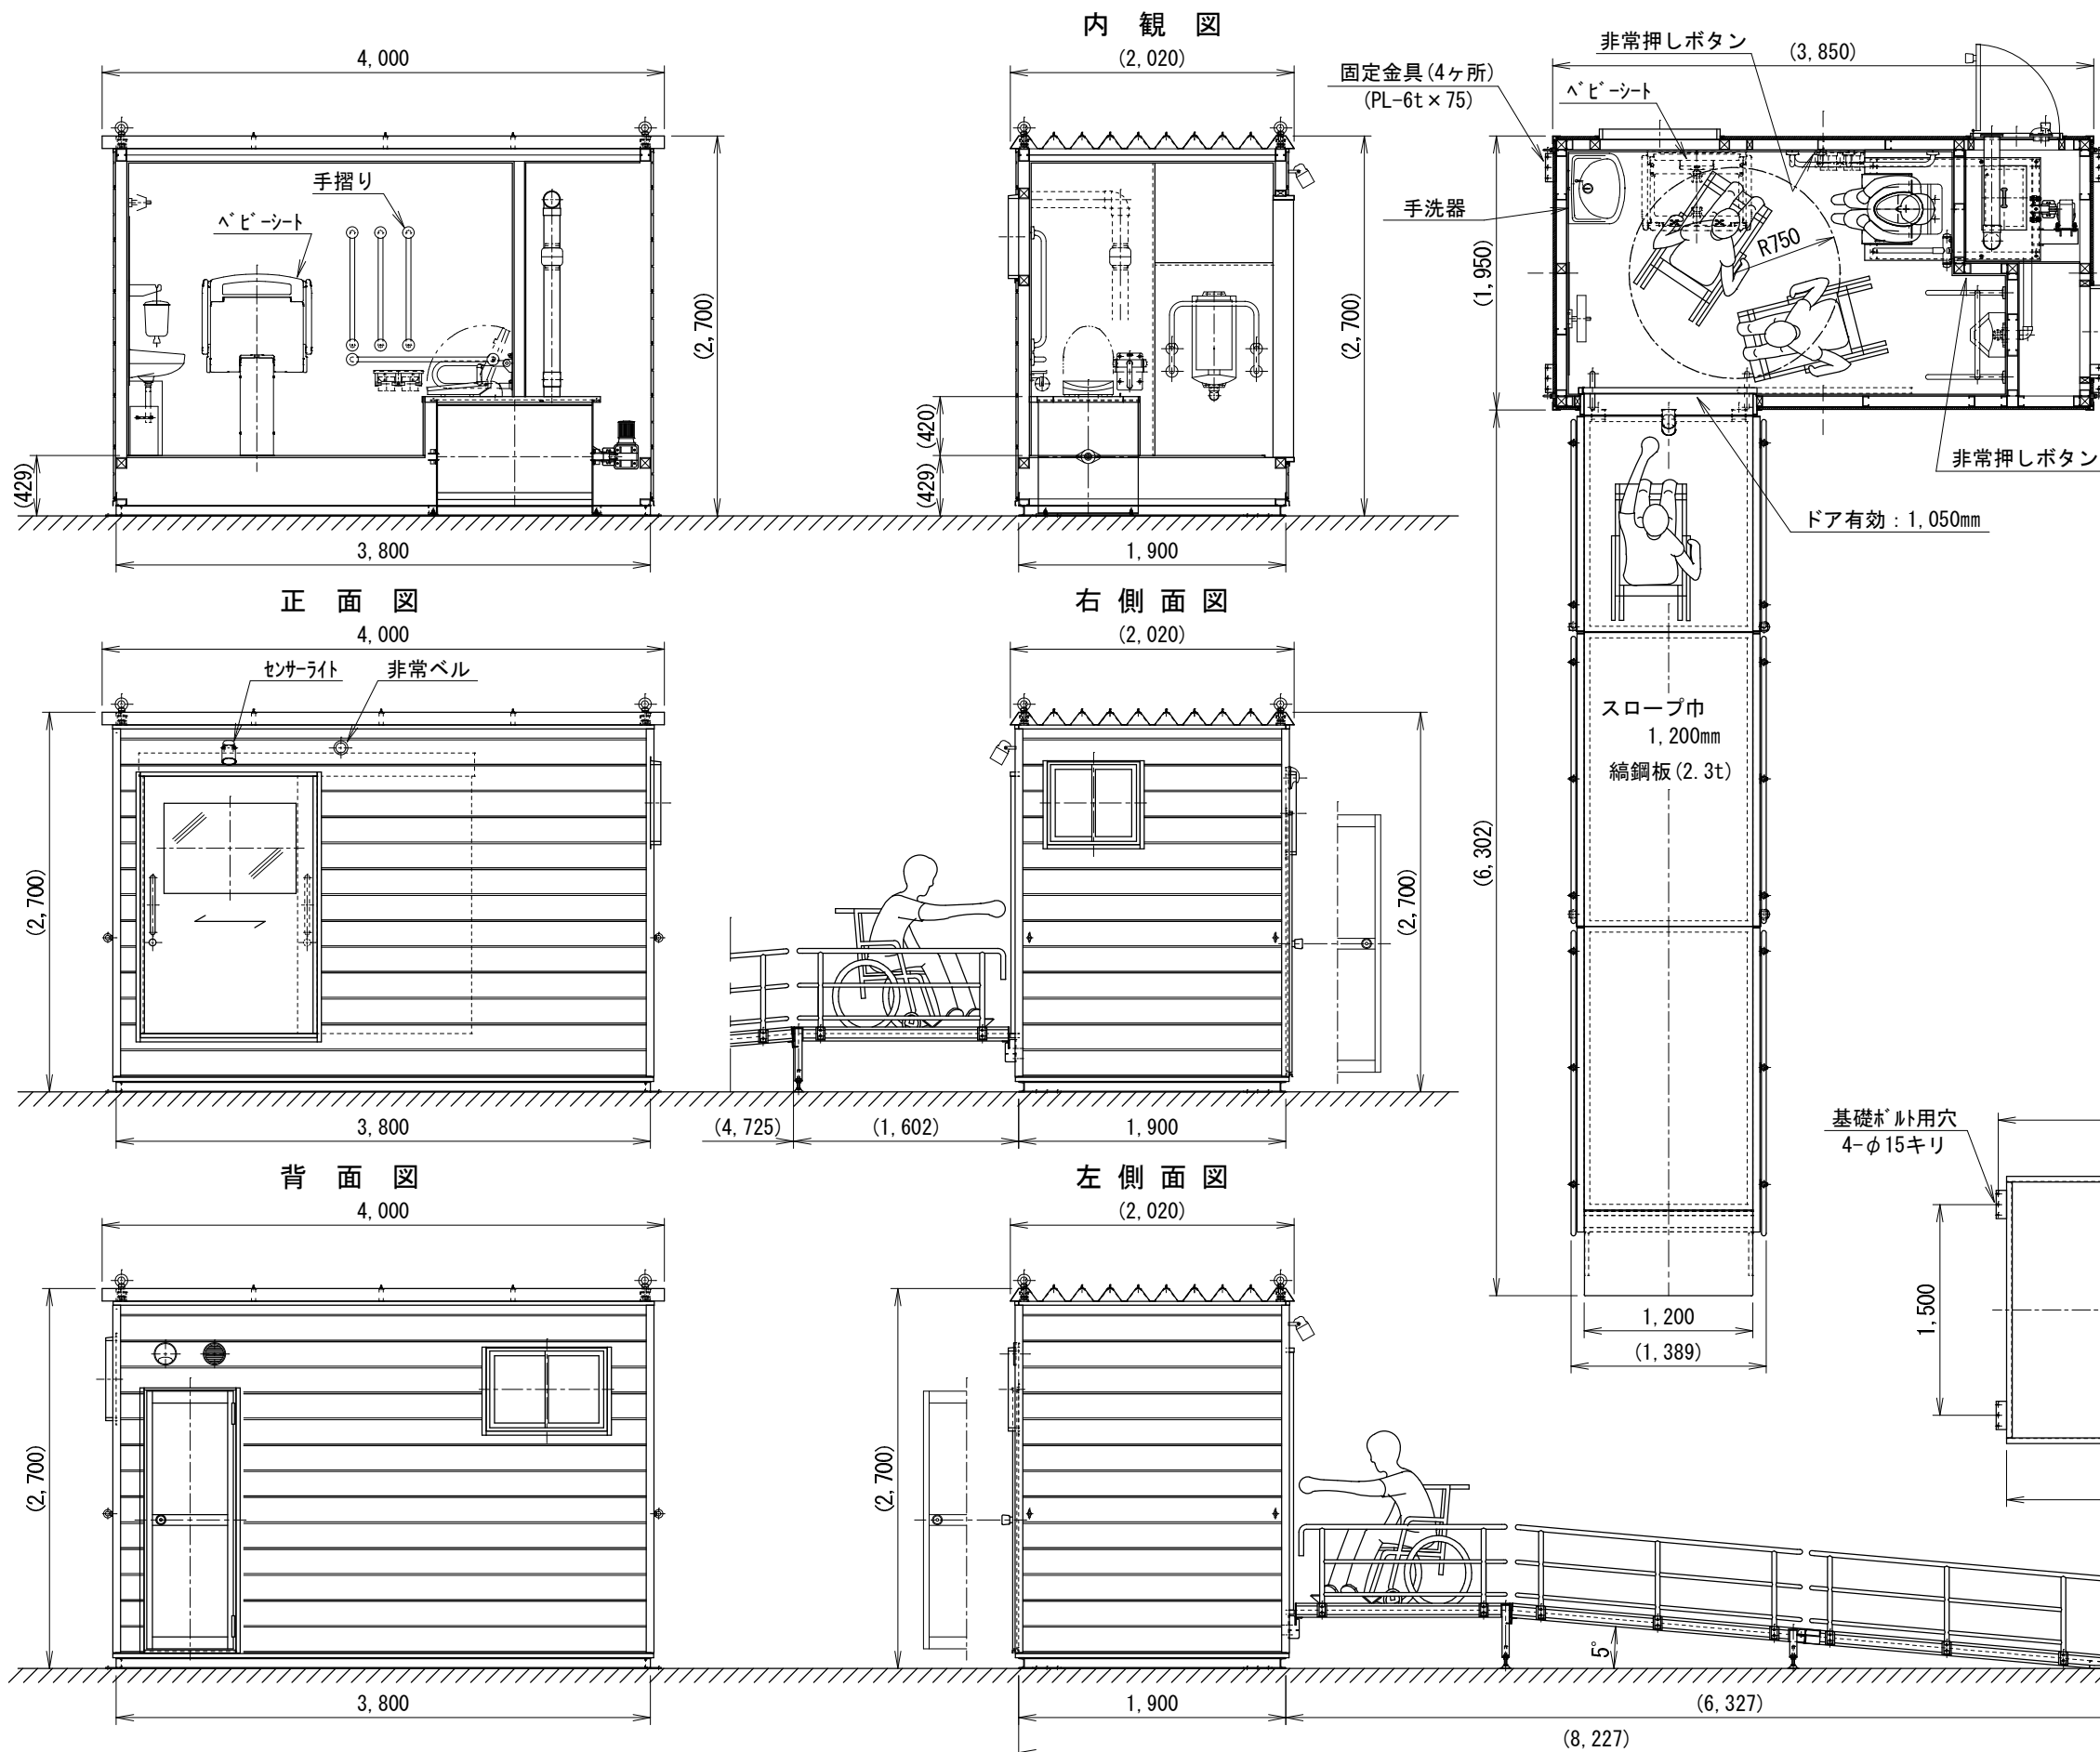 内観図
4,000
(2,020)
手摺り
ベビーシート
(2,700)
(2,700)
(429)
(420)
(429)
3,800
1,900
非常押しボタン
(3,850)
固定金具(4ヶ所)
(PL-6t×75)
ベビーシート
手洗器
(1,950)
R750
非常押しボタン
ドア有効：1,050mm
スロープ巾
1,200mm
縞鋼板(2.3t)
(6,302)
1,200
(1,389)
正面図
4,000
センサーライト
非常ベル
(2,700)
3,800
右側面図
(2,020)
(2,700)
(4,725)
(1,602)
1,900
基礎ボルト用穴
4-φ15キリ
1,500
背面図
4,000
(2,700)
3,800
左側面図
(2,020)
(2,700)
5°
1,900
(6,327)
(8,227)